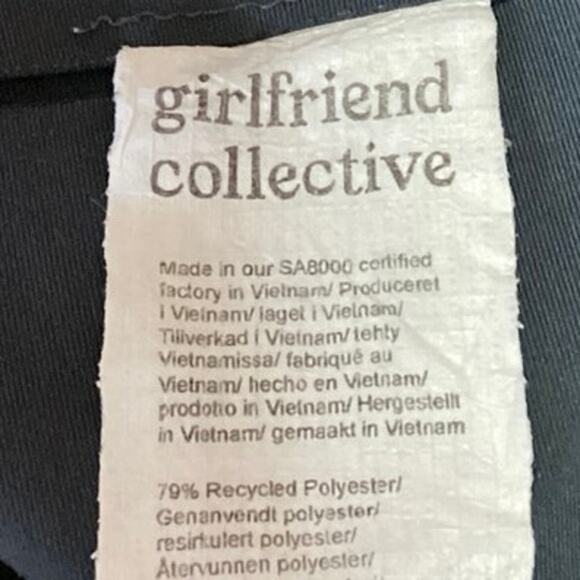 girlfriend
collective
Made in our SA8000 certified
factory in Vietnam/ Produceret
i Vietnam/ laget i Vietnam/
Tillverkad i Vietnam/ tehty
Vietnamissa/ fabriqué au
Vietnam/ hecho en Vietnam/
prodotto in Vietnam/ Hergestellt
in Vietnam/ gemaakt in Vietnam
79% Recycled Polyester/
Genanvendt polyester/
resirkulert polyester/
Återvunnen polyester/